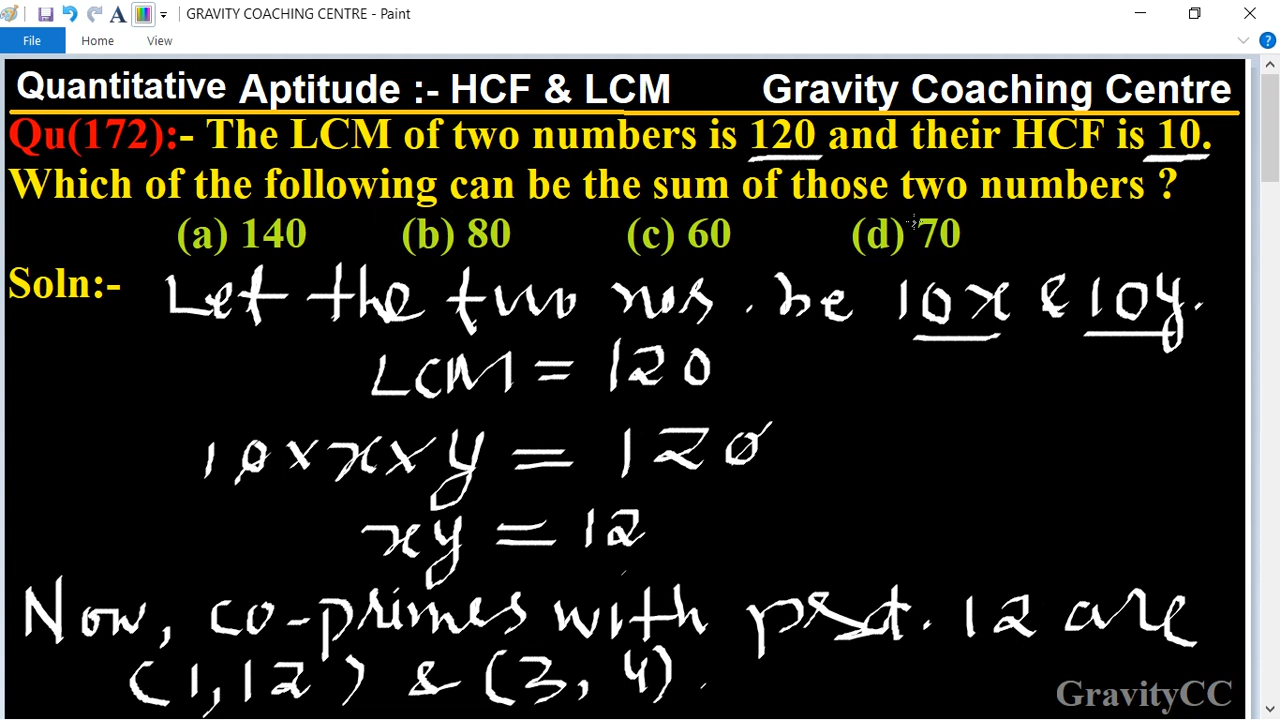 GRAVITY COACHING CENTRE - Paint
File Home View
Quantitative Aptitude :- HCF & LCM Gravity Coaching Centre
Qu(172):- The LCM of two numbers is 120 and their HCF is 10.
Which of the following can be the sum of those two numbers ?
(a) 140 (b) 80 (c) 60 (d) 70
Soln:- Let the two nos. be 10x & 10y.
LCM = 120
10 × x × y = 120
xy = 12
Now, co-primes with pdt. 12 are
(1, 12) & (3, 4).
GravityCC